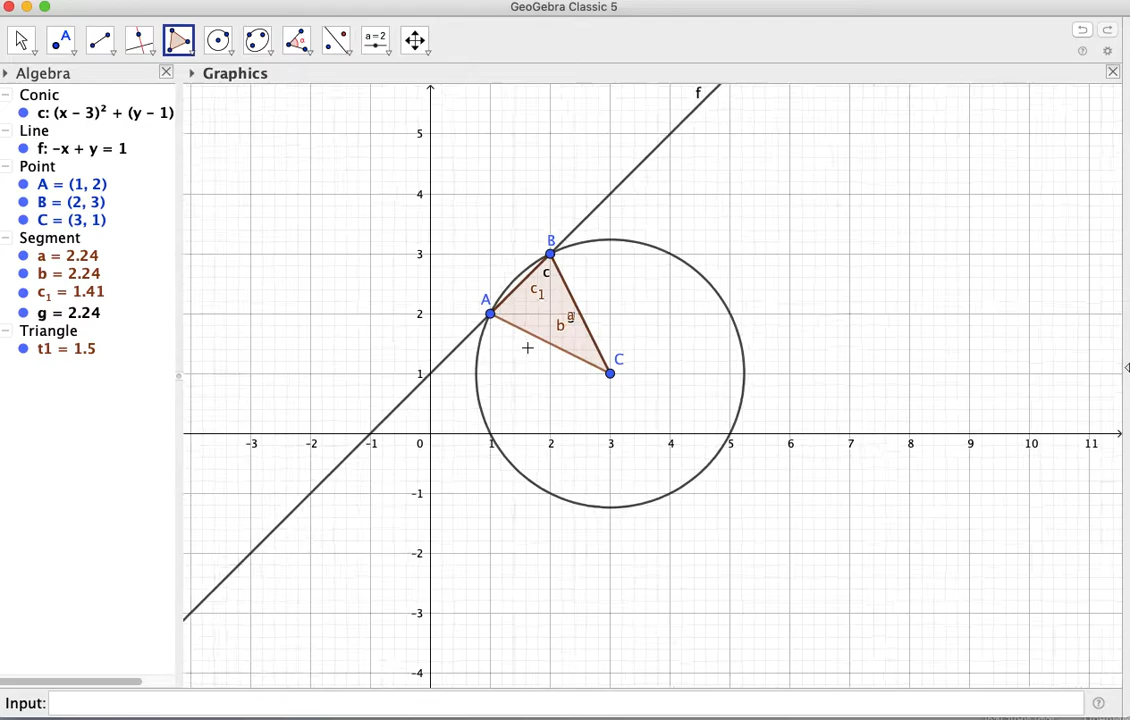 GeoGebra Classic 5
A
a=2
Algebra
Graphics
Conic
c: (x – 3)² + (y – 1)
Line
f: -x + y = 1
Point
A = (1, 2)
B = (2, 3)
C = (3, 1)
Segment
a = 2.24
b = 2.24
c₁ = 1.41
g = 2.24
Triangle
t1 = 1.5
f
5
4
B
3
c
c₁
A
a
g
b
2
C
1
-3 -2 -1 0 1 2 3 4 5 6 7 8 9 10 11
-1
-2
-3
-4
Input: